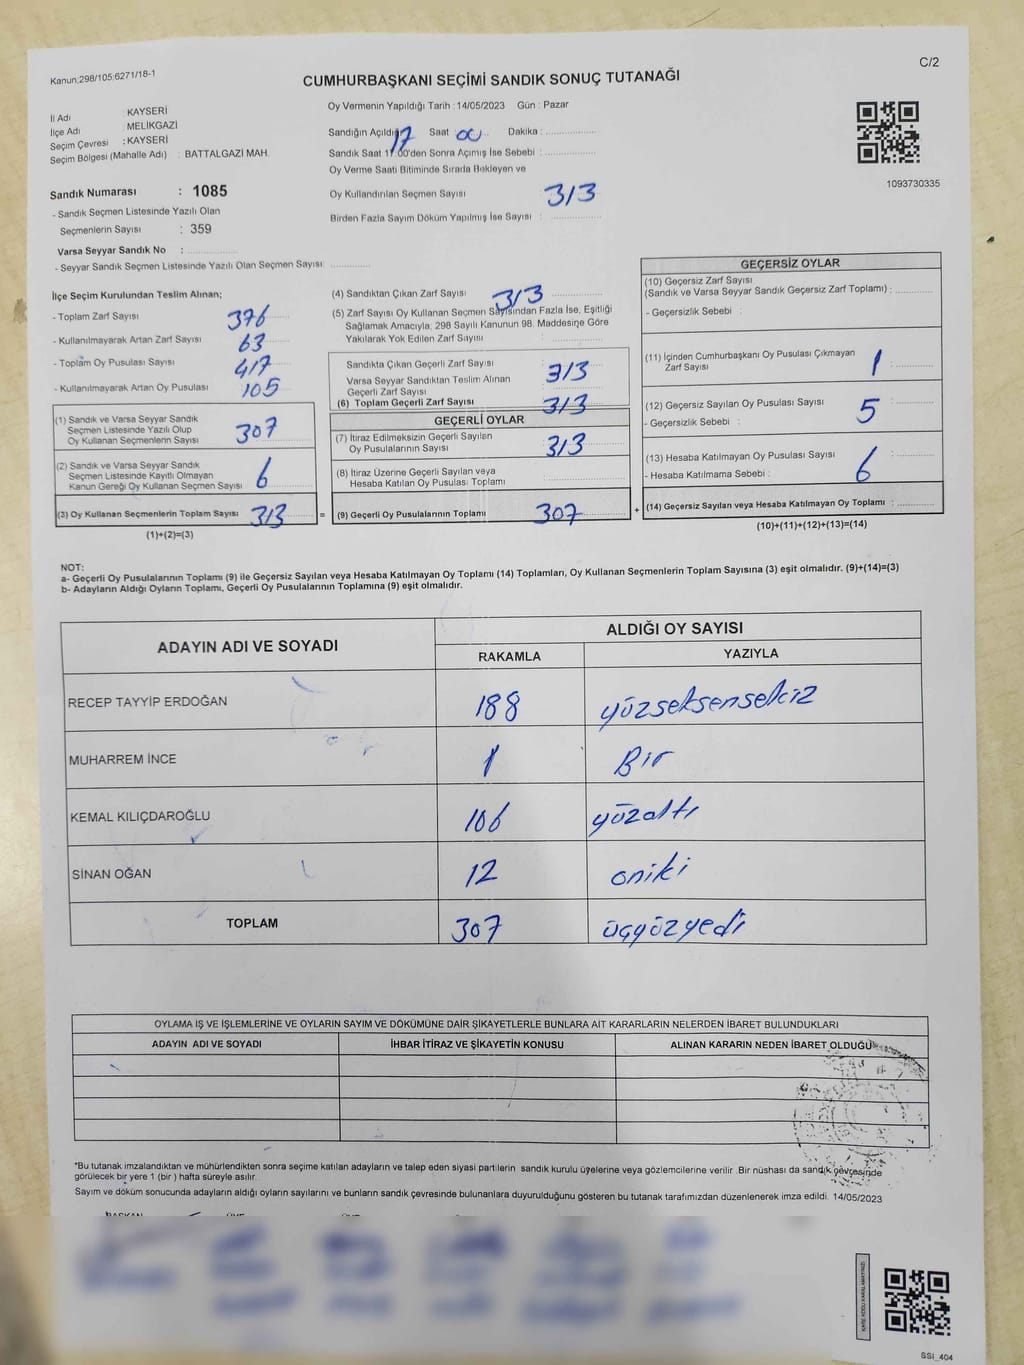 Kanun;298/105;6271/18-1
C/2
CUMHURBAŞKANI SEÇİMİ SANDIK SONUÇ TUTANAĞI
İl Adı : KAYSERİ
İlçe Adı : MELİKGAZİ
Seçim Çevresi : KAYSERİ
Seçim Bölgesi (Mahalle Adı) : BATTALGAZİ MAH.
Sandık Numarası : 1085
- Sandık Seçmen Listesinde Yazılı Olan
Seçmenlerin Sayısı : 359
Varsa Seyyar Sandık No :
- Seyyar Sandık Seçmen Listesinde Yazılı Olan Seçmen Sayısı:
Oy Vermenin Yapıldığı Tarih : 14/05/2023 Gün : Pazar
Sandığın Açıldığı 17 Saat 00 Dakika :
Sandık Saat 17:00'den Sonra Açımış İse Sebebi :
Oy Verme Saati Bitiminde Sırada Bekleyen ve
Oy Kullandırılan Seçmen Sayısı 313
Birden Fazla Sayım Döküm Yapılmış İse Sayısı :
1093730335
İlçe Seçim Kurulundan Teslim Alınan;
- Toplam Zarf Sayısı 376
- Kullanılmayarak Artan Zarf Sayısı 63
- Toplam Oy Pusulası Sayısı 417
- Kullanılmayarak Artan Oy Pusulası 105
(1) Sandık ve Varsa Seyyar Sandık
Seçmen Listesinde Yazılı Olup
Oy Kullanan Seçmenlerin Sayısı 307
(2) Sandık ve Varsa Seyyar Sandık
Seçmen Listesinde Kayıtlı Olmayan
Kanun Gereği Oy Kullanan Seçmen Sayısı 6
(3) Oy Kullanan Seçmenlerin Toplam Sayısı 313 =
(1)+(2)=(3)
(4) Sandıktan Çıkan Zarf Sayısı 313
(5) Zarf Sayısı Oy Kullanan Seçmen Sayısından Fazla İse, Eşitliği
Sağlamak Amacıyla; 298 Sayılı Kanunun 98. Maddesine Göre
Yakılarak Yok Edilen Zarf Sayısı :
Sandıkta Çıkan Geçerli Zarf Sayısı 313
Varsa Seyyar Sandıktan Teslim Alınan
Geçerli Zarf Sayısı
(6) Toplam Geçerli Zarf Sayısı 313
GEÇERLİ OYLAR
(7) İtiraz Edilmeksizin Geçerli Sayılan
Oy Pusulalarının Sayısı 313
(8) İtiraz Üzerine Geçerli Sayılan veya
Hesaba Katılan Oy Pusulası Toplamı
(9) Geçerli Oy Pusulalarının Toplamı 307 +
GEÇERSİZ OYLAR
(10) Geçersiz Zarf Sayısı
(Sandık ve Varsa Seyyar Sandık Geçersiz Zarf Toplamı) :
- Geçersizlik Sebebi :
(11) İçinden Cumhurbaşkanı Oy Pusulası Çıkmayan
Zarf Sayısı 1
(12) Geçersiz Sayılan Oy Pusulası Sayısı
- Geçersizlik Sebebi : 5
(13) Hesaba Katılmayan Oy Pusulası Sayısı
- Hesaba Katılmama Sebebi : 6
(14) Geçersiz Sayılan veya Hesaba Katılmayan Oy Toplamı :
(10)+(11)+(12)+(13)=(14)
NOT:
a- Geçerli Oy Pusulalarının Toplamı (9) ile Geçersiz Sayılan veya Hesaba Katılmayan Oy Toplamı (14) Toplamları, Oy Kullanan Seçmenlerin Toplam Sayısına (3) eşit olmalıdır. (9)+(14)=(3)
b- Adayların Aldığı Oyların Toplamı, Geçerli Oy Pusulalarının Toplamına (9) eşit olmalıdır.
ADAYIN ADI VE SOYADI
ALDIĞI OY SAYISI
RAKAMLA YAZIYLA
RECEP TAYYİP ERDOĞAN 188 yüzseksensekiz
MUHARREM İNCE 1 Bir
KEMAL KILIÇDAROĞLU 106 yüzaltı
SİNAN OĞAN 12 oniki
TOPLAM 307 üçyüzyedi
OYLAMA İŞ VE İŞLEMLERİNE VE OYLARIN SAYIM VE DÖKÜMÜNE DAİR ŞİKAYETLERLE BUNLARA AİT KARARLARIN NELERDEN İBARET BULUNDUKLARI
ADAYIN ADI VE SOYADI İHBAR İTİRAZ VE ŞİKAYETİN KONUSU ALINAN KARARIN NEDEN İBARET OLDUĞU
*Bu tutanak imzalandıktan ve mühürlendikten sonra seçime katılan adayların ve talep eden siyasi partilerin sandık kurulu üyelerine veya gözlemcilerine verilir. Bir nüshası da sandık çevresinde
görülecek bir yere 1 (bir ) hafta süreyle asılır.
Sayım ve döküm sonucunda adayların aldığı oyların sayılarını ve bunların sandık çevresinde bulunanlara duyurulduğunu gösteren bu tutanak tarafımızdan düzenlenerek imza edildi. 14/05/2023
BAŞKAN ÜYE ÜYE
KARE KODU KARALAMAYINIZ
SSI_404